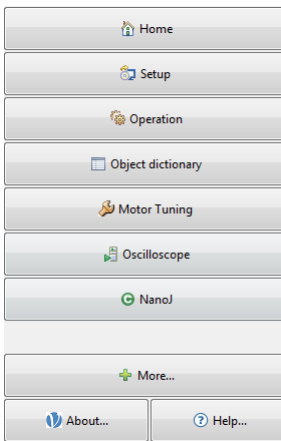 Home
Setup
Operation
Object dictionary
Motor Tuning
Oscilloscope
NanoJ
More...
About...
Help...